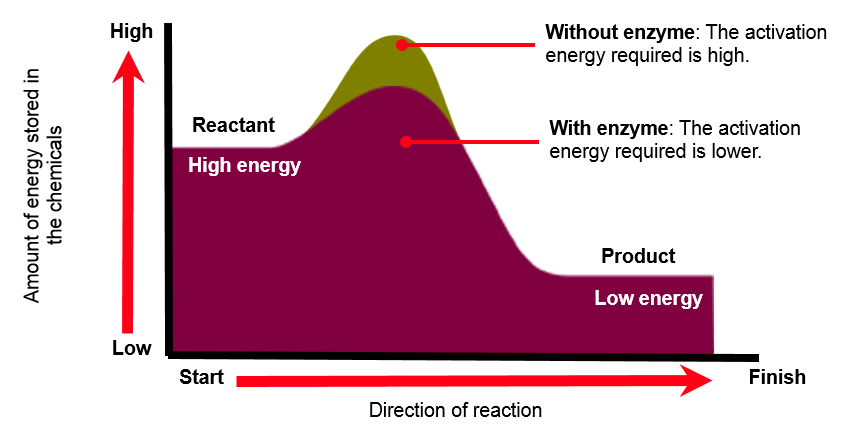 High
Without enzyme: The activation
energy required is high.
Amount of energy stored in
the chemicals
Reactant
With enzyme: The activation
energy required is lower.
High energy
Product
Low energy
Low
Start
Finish
Direction of reaction